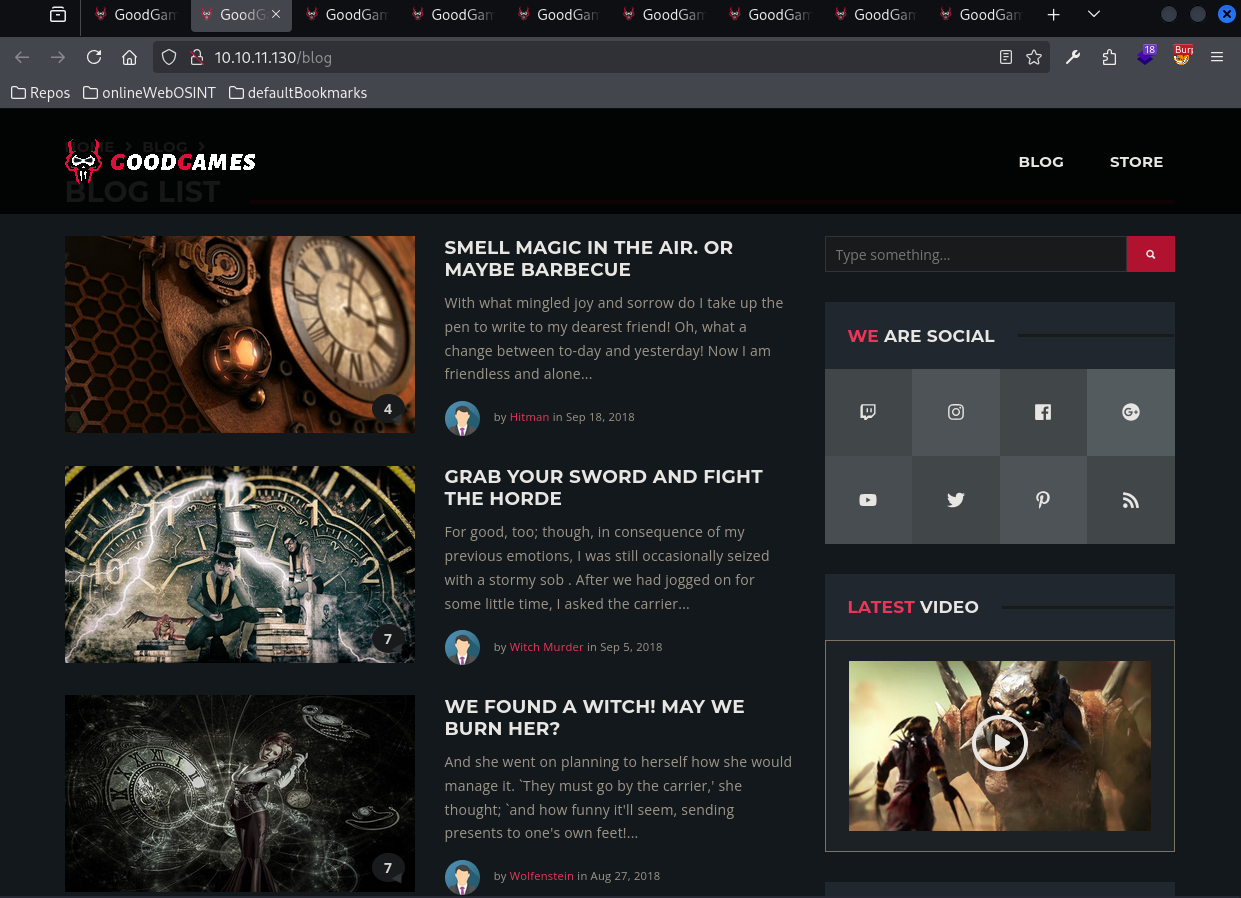 GoodGam
GoodG
GoodGam
GoodGam
GoodGam
GoodGam
GoodGam
GoodGam
GoodGam
10.10.11.130/blog
18
Burp
Repos
onlineWebOSINT
defaultBookmarks
HOME > BLOG >
GOODGAMES
BLOG
STORE
BLOG LIST
SMELL MAGIC IN THE AIR. OR
MAYBE BARBECUE
With what mingled joy and sorrow do I take up the
pen to write to my dearest friend! Oh, what a
change between to-day and yesterday! Now I am
friendless and alone...
4
by Hitman in Sep 18, 2018
GRAB YOUR SWORD AND FIGHT
THE HORDE
For good, too; though, in consequence of my
previous emotions, I was still occasionally seized
with a stormy sob . After we had jogged on for
some little time, I asked the carrier...
7
by Witch Murder in Sep 5, 2018
WE FOUND A WITCH! MAY WE
BURN HER?
And she went on planning to herself how she would
manage it. `They must go by the carrier,' she
thought; `and how funny it'll seem, sending
presents to one's own feet!...
7
by Wolfenstein in Aug 27, 2018
Type something...
WE ARE SOCIAL
LATEST VIDEO